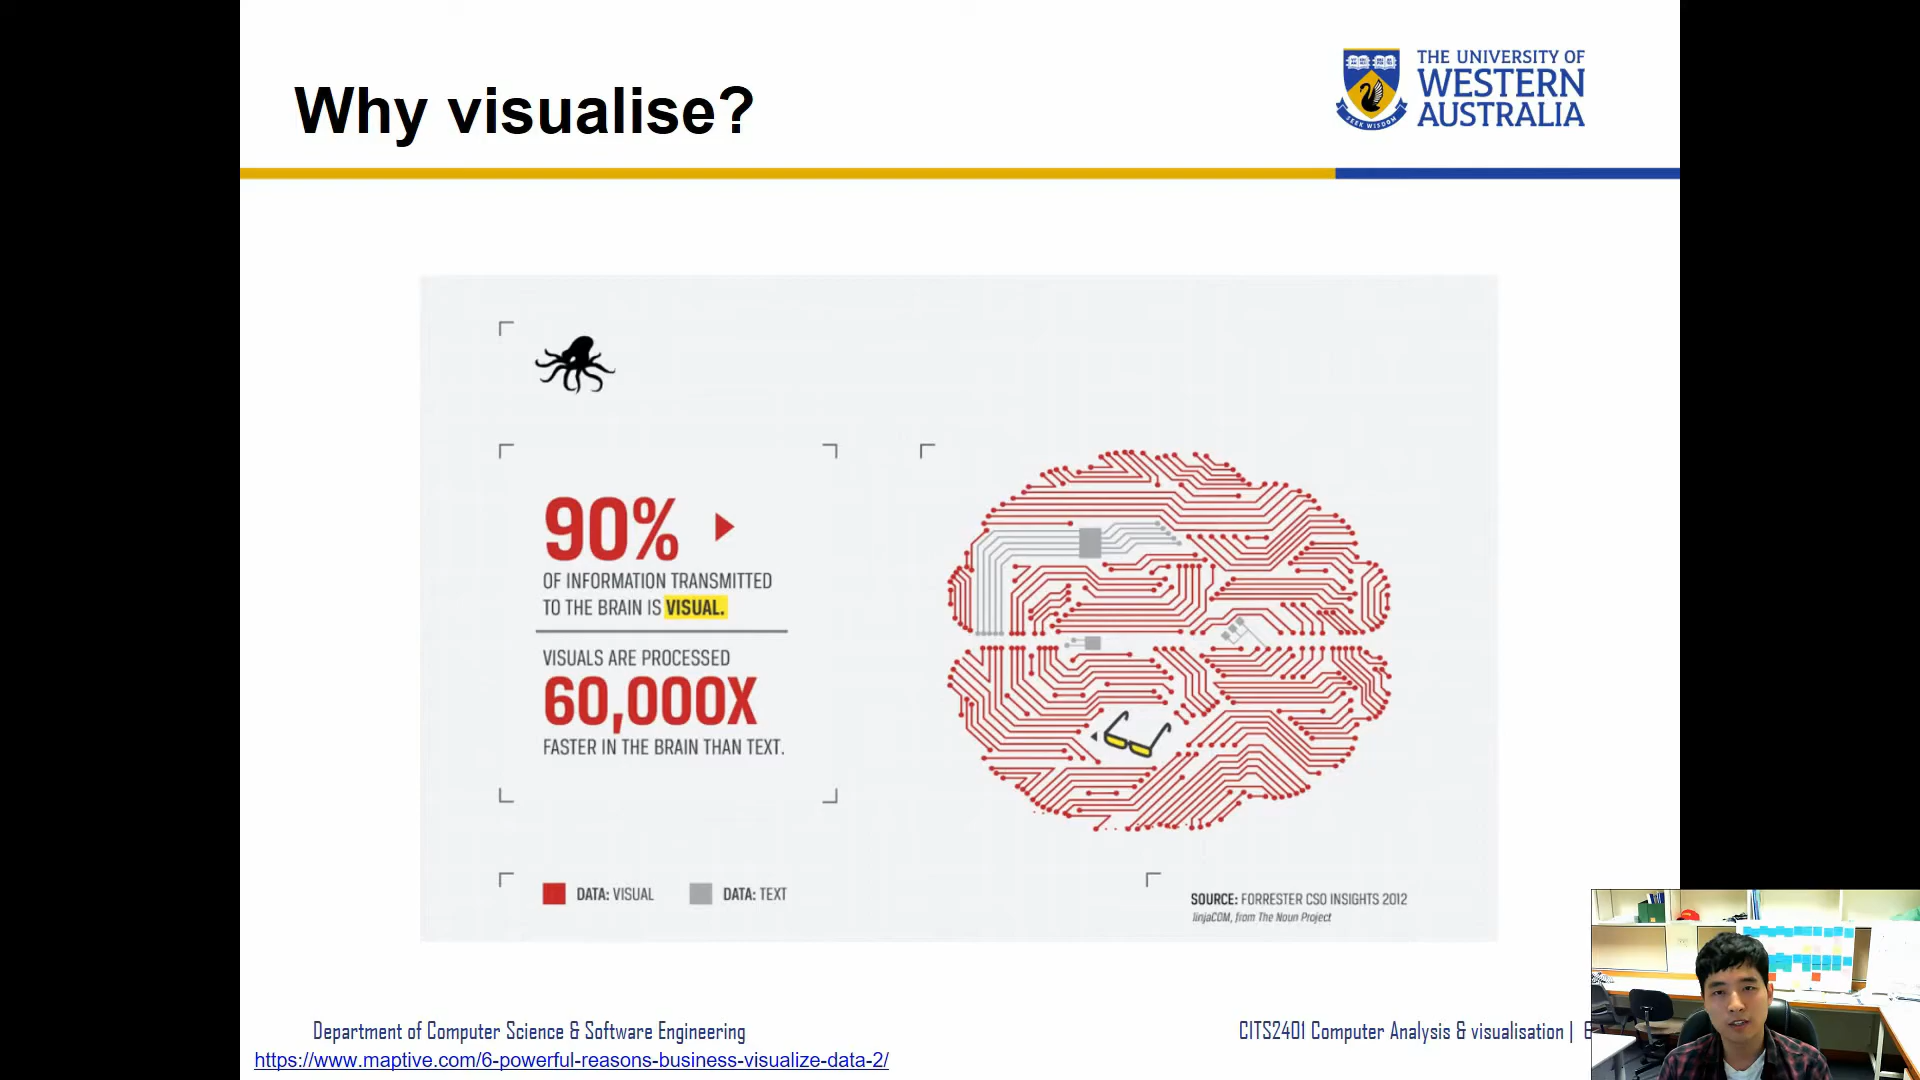 Why visualise?
THE UNIVERSITY OF
WESTERN
AUSTRALIA
SEEK WISDOM
90%
OF INFORMATION TRANSMITTED
TO THE BRAIN IS VISUAL.
VISUALS ARE PROCESSED
60,000X
FASTER IN THE BRAIN THAN TEXT.
DATA: VISUAL DATA: TEXT
SOURCE: FORRESTER CSO INSIGHTS 2012
from The Noun Project
Department of Computer Science & Software Engineering
CITS2401 Computer Analysis & visualisation |
https://www.maptive.com/6-powerful-reasons-business-visualize-data-2/